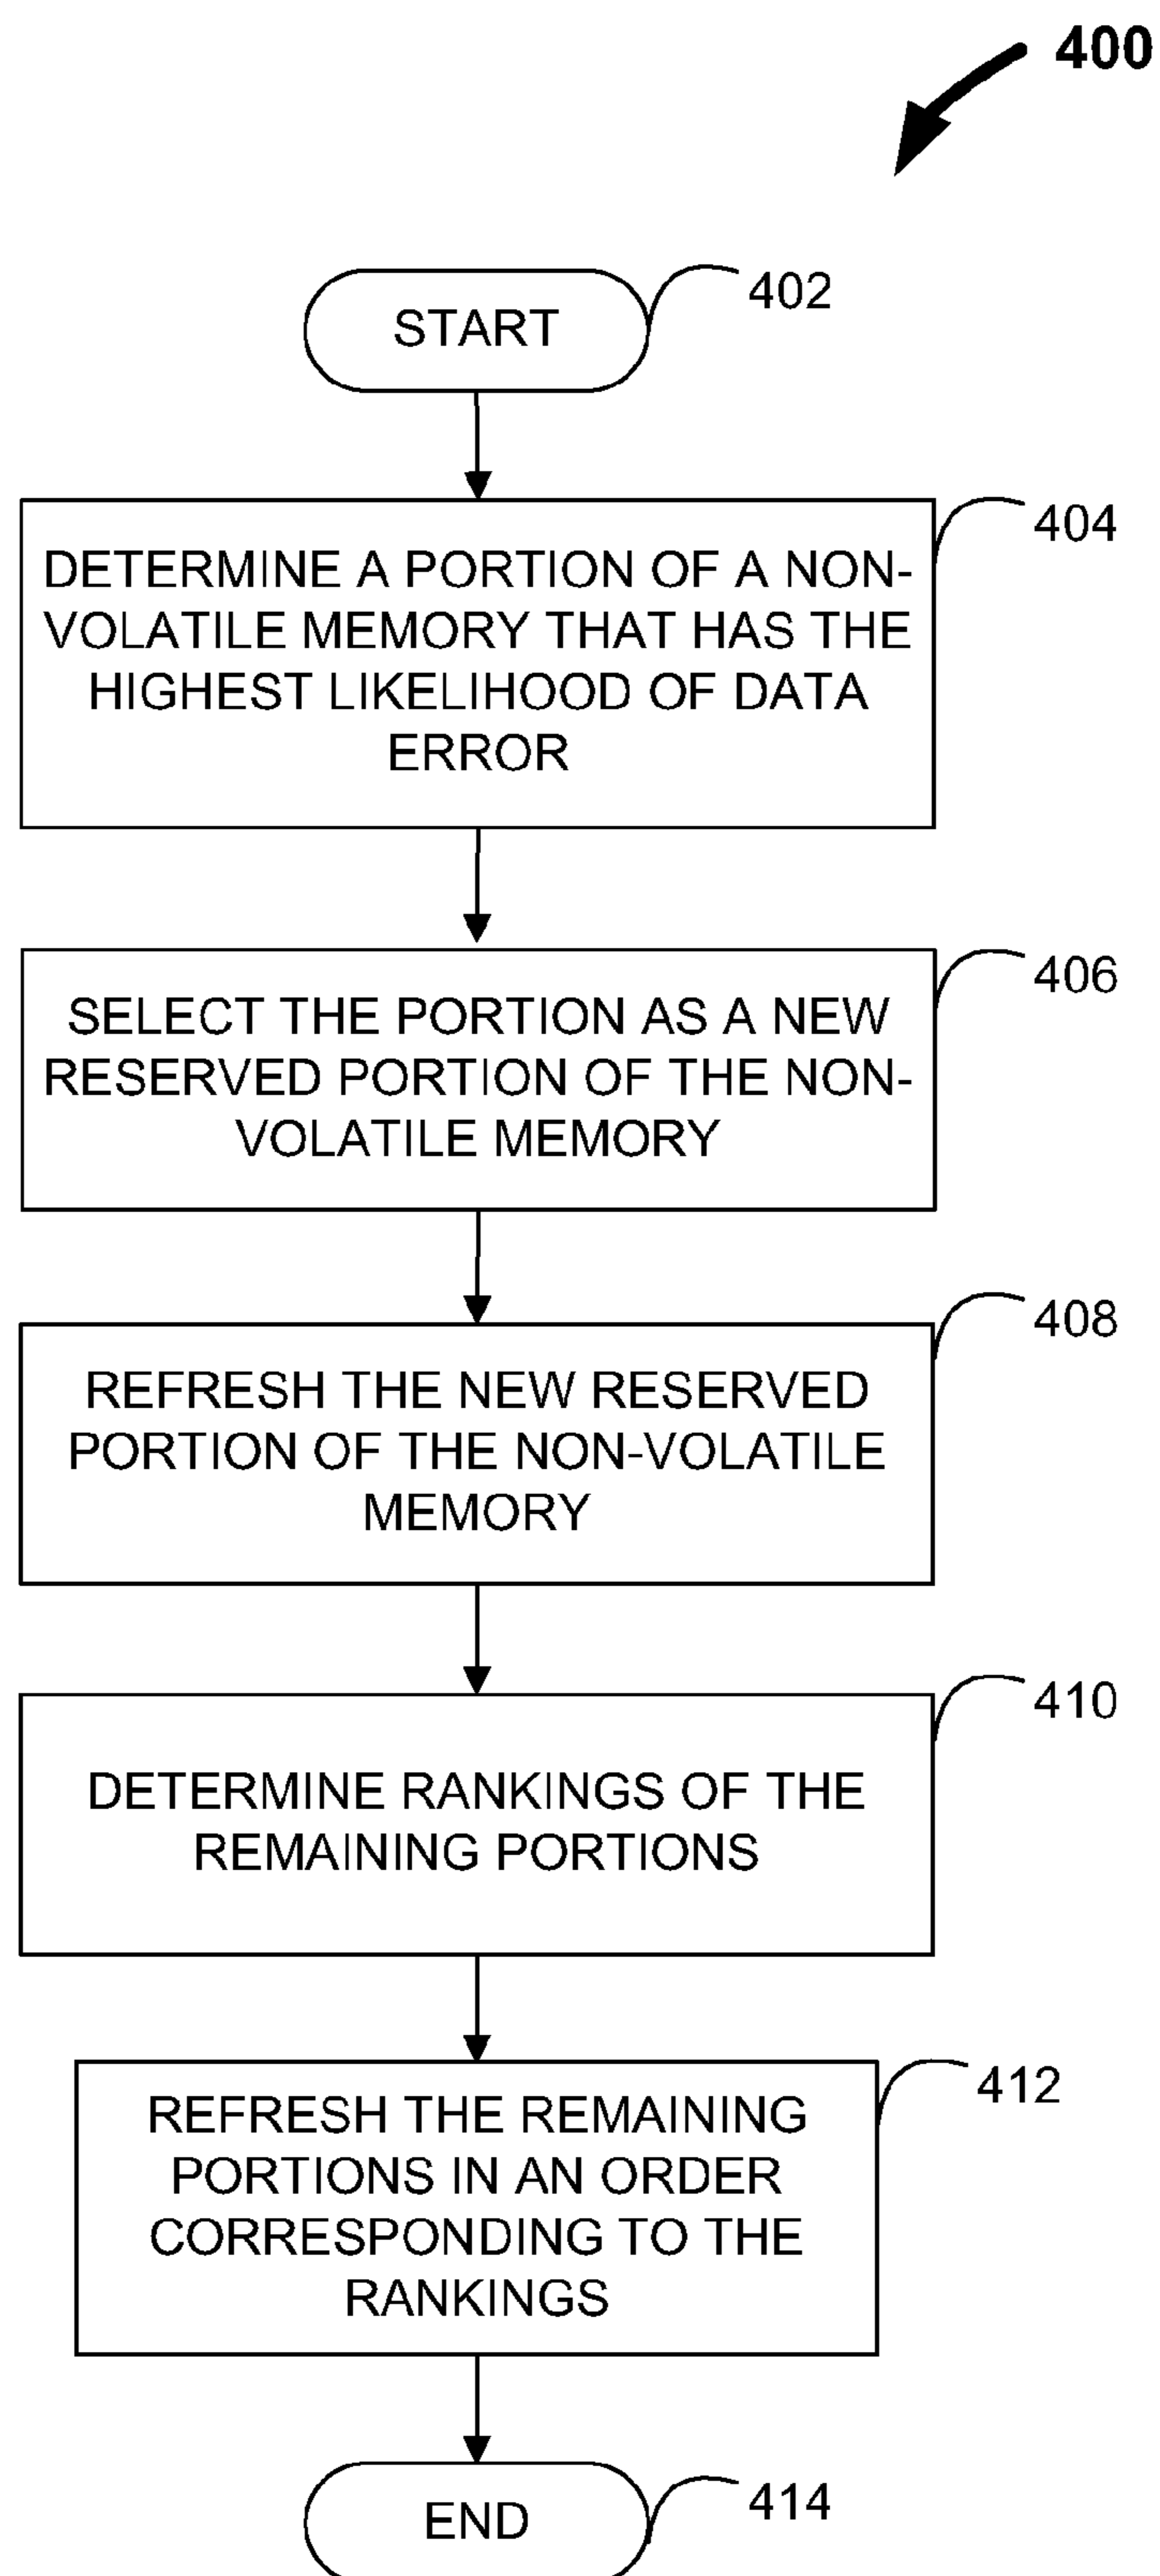 400
START
402
DETERMINE A PORTION OF A NON-
VOLATILE MEMORY THAT HAS THE
HIGHEST LIKELIHOOD OF DATA
ERROR
404
SELECT THE PORTION AS A NEW
RESERVED PORTION OF THE NON-
VOLATILE MEMORY
406
REFRESH THE NEW RESERVED
PORTION OF THE NON-VOLATILE
MEMORY
408
DETERMINE RANKINGS OF THE
REMAINING PORTIONS
410
REFRESH THE REMAINING
PORTIONS IN AN ORDER
CORRESPONDING TO THE
RANKINGS
412
END
414